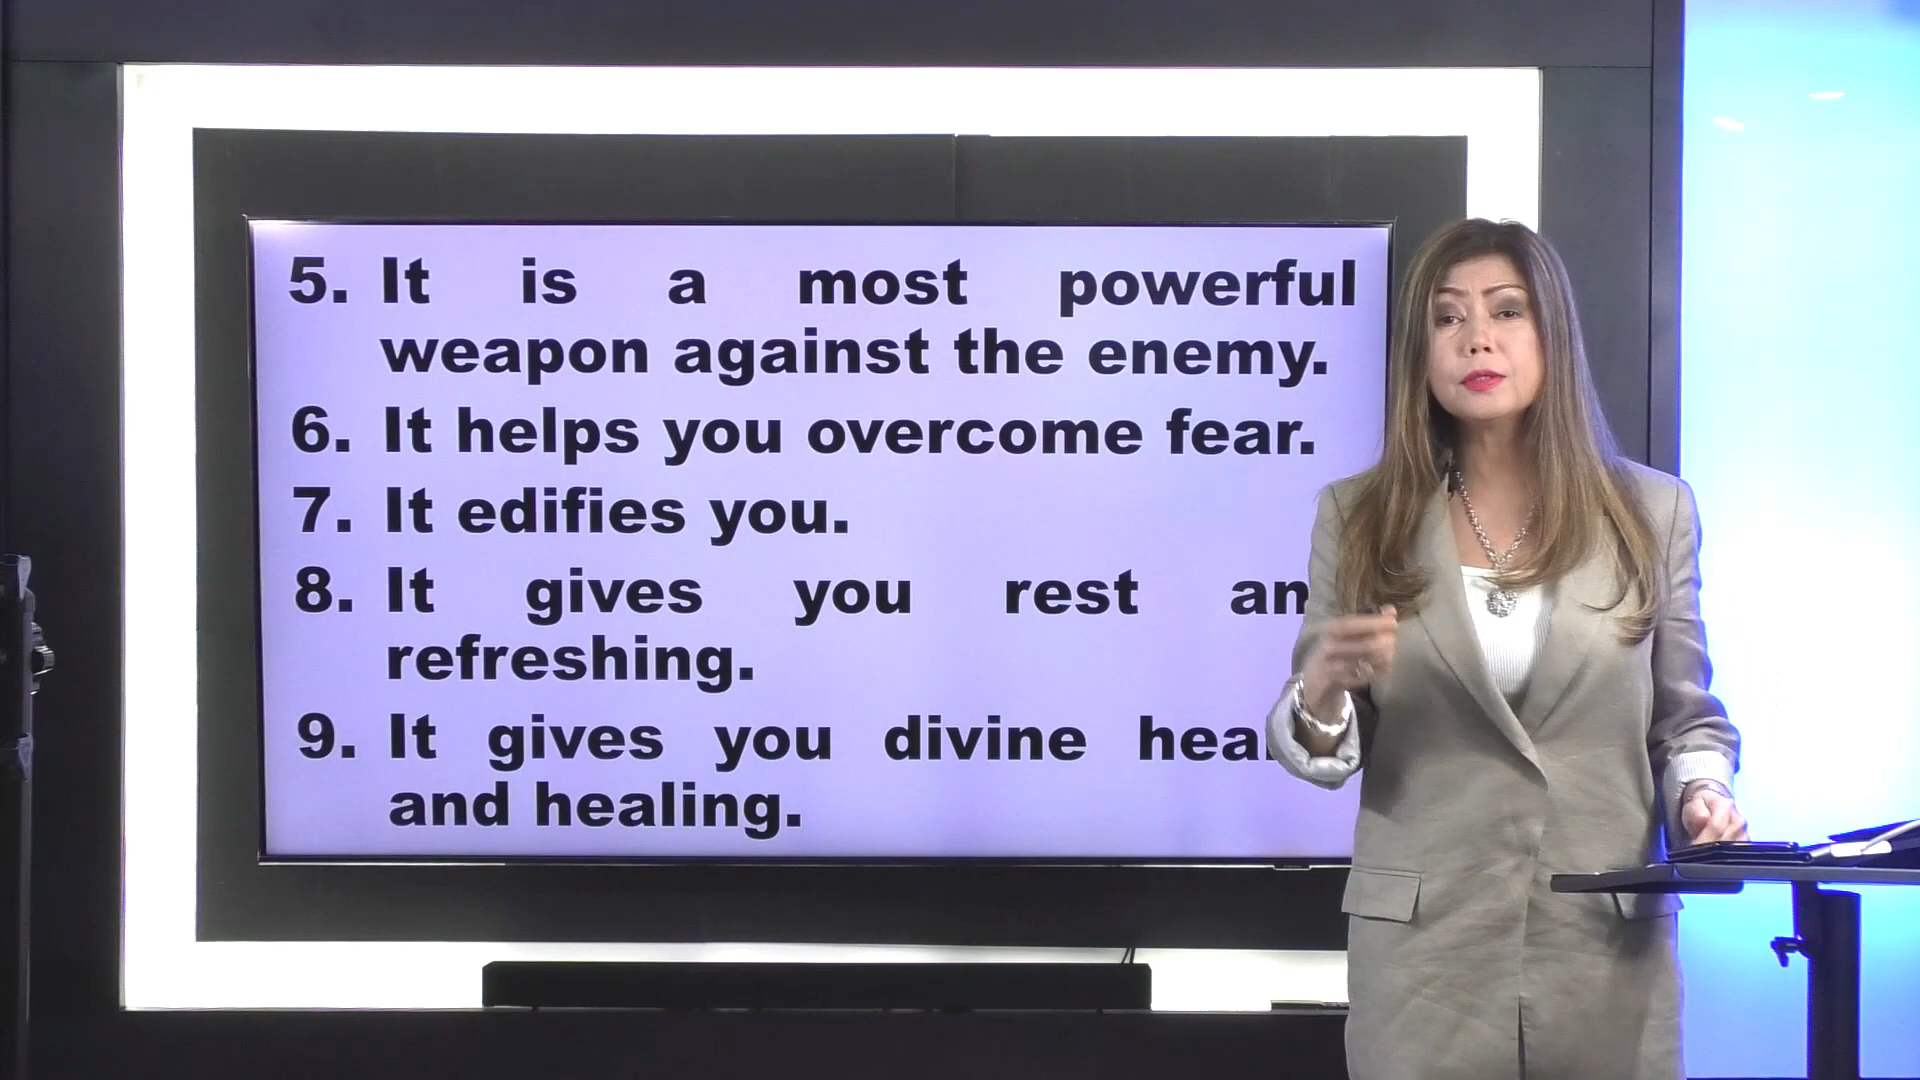 5. It is a most powerful
weapon against the enemy.
6. It helps you overcome fear.
7. It edifies you.
8. It gives you rest
refreshing.
9. It gives you divine
and healing.